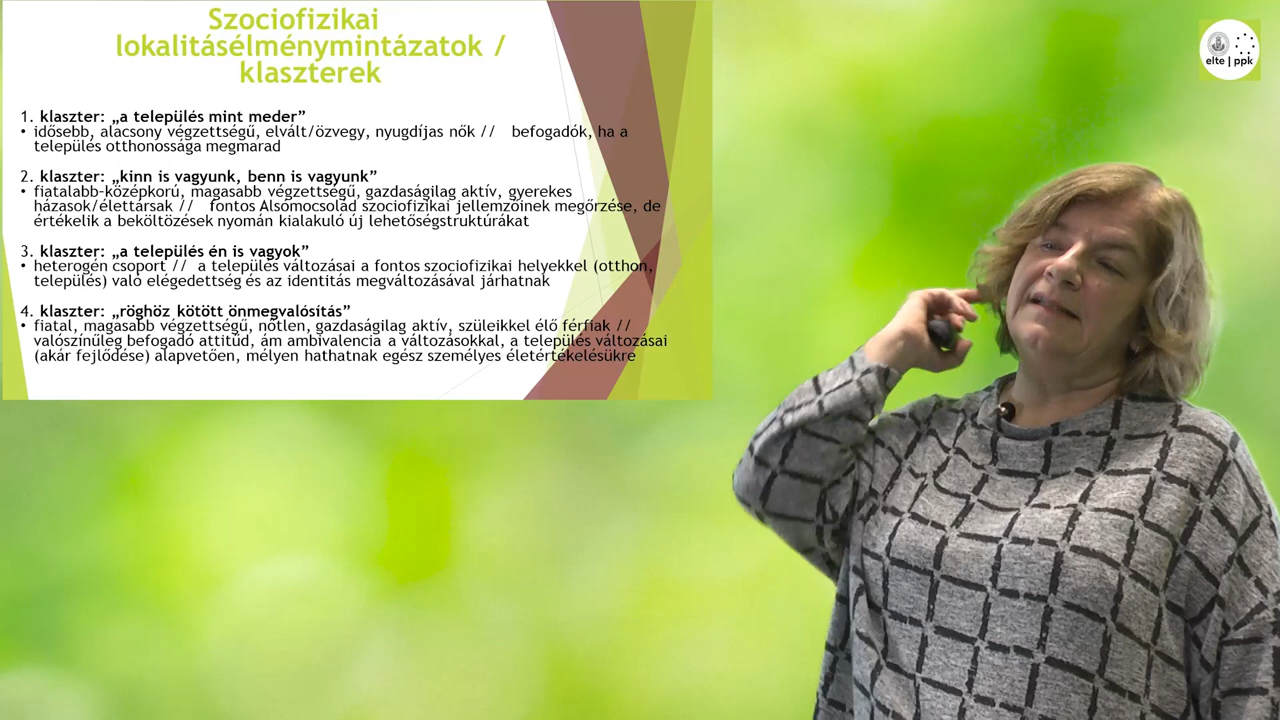 Szociofizikai
lokalitásélménymintázatok /
klaszterek
1. klaszter: „a település mint meder”
• idősebb, alacsony végzettségű, elvált/özvegy, nyugdíjas nők // befogadók, ha a
település otthonossága megmarad
2. klaszter: „kinn is vagyunk, benn is vagyunk”
• fiatalabb-középkorú, magasabb végzettségű, gazdaságilag aktív, gyerekes
házasok/élettársak // fontos Alsómocsolád szociofizikai jellemzőinek megőrzése, de
értékelik a beköltözések nyomán kialakuló új lehetőségstruktúrákat
3. klaszter: „a település én is vagyok”
• heterogén csoport // a település változásai a fontos szociofizikai helyekkel (otthon,
település) való elégedettség és az identitás megváltozásával járhatnak
4. klaszter: „röghöz kötött önmegvalósítás”
• fiatal, magasabb végzettségű, nőtlen, gazdaságilag aktív, szüleikkel élő férfiak //
valószínűleg befogadó attitűd, ám ambivalencia a változásokkal, a település változásai
(akár fejlődése) alapvetően, mélyen hathatnak egész személyes életértékelésükre
elte | ppk